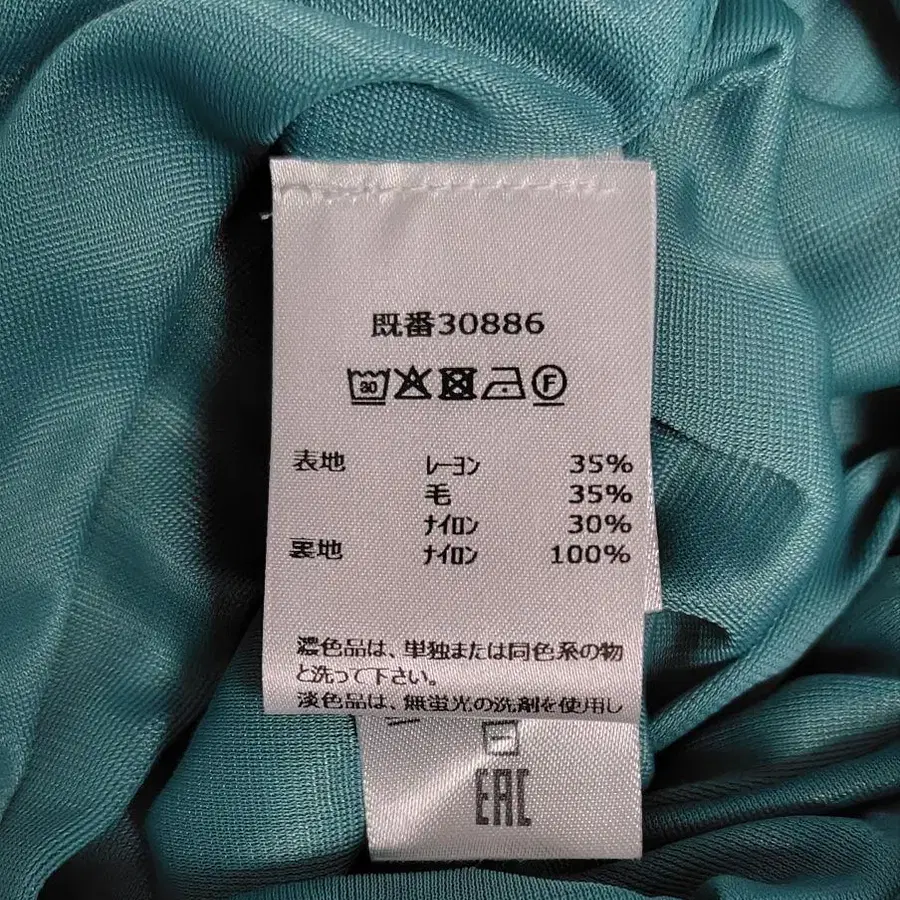 既番30886
30 F
表地 レーヨン 35%
毛 35%
ナイロン 30%
裏地 ナイロン 100%
濃色品は、単独または同色系の物
と洗って下さい。
淡色品は、無蛍光の洗剤を使用し
EAC